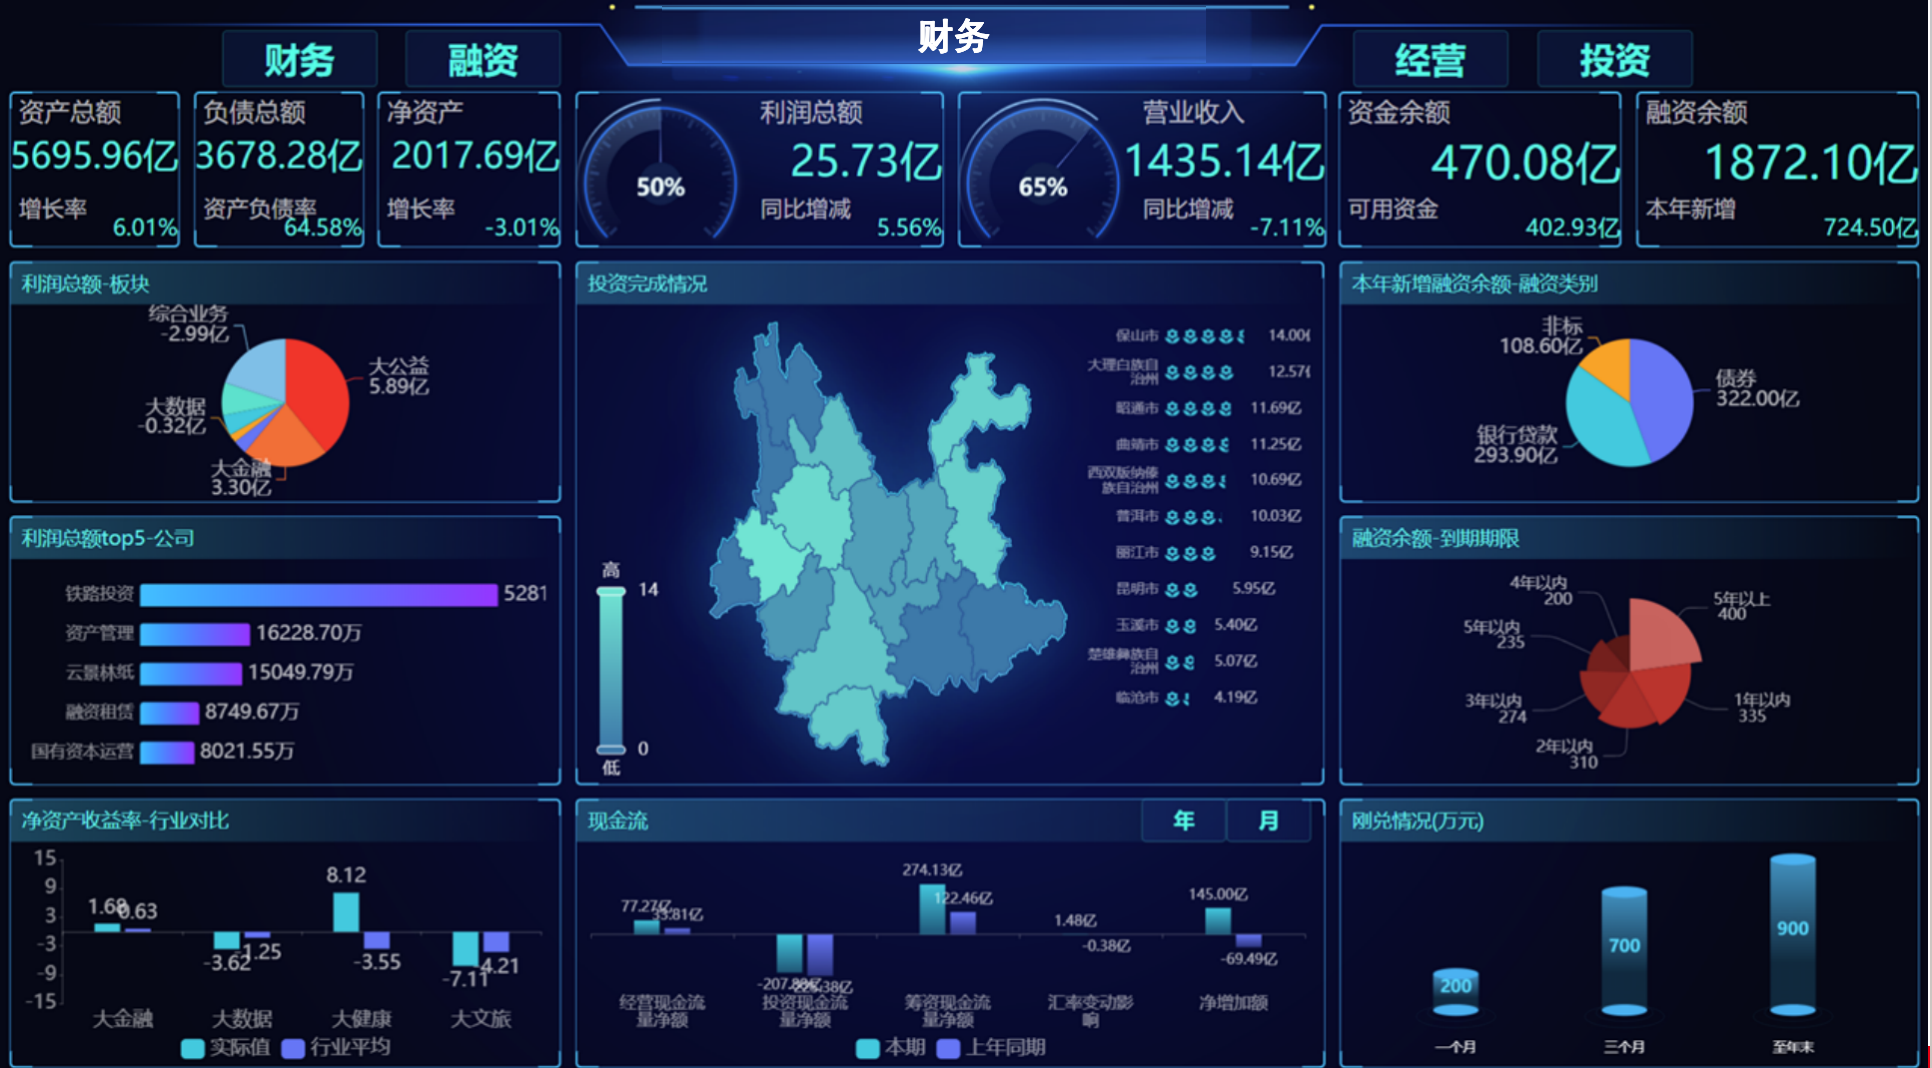 财务
财务
融资
经营
投资
资产总额
5695.96亿
增长率
6.01%
负债总额
3678.28亿
资产负债率
64.58%
净资产
2017.69亿
增长率
-3.01%
50%
利润总额
25.73亿
同比增减
5.56%
65%
营业收入
1435.14亿
同比增减
-7.11%
资金余额
470.08亿
可用资金
402.93亿
融资余额
1872.10亿
本年新增
724.50亿
利润总额-板块
综合业务
-2.99亿
大公益
5.89亿
大数据
-0.32亿
大金融
3.30亿
利润总额top5-公司
铁路投资 5281
资产管理 16228.70万
云景林纸 15049.79万
融资租赁 8749.67万
国有资本运营 8021.55万
净资产收益率-行业对比
15
9
3
-3
-9
-15
1.68
0.63
-3.62
-1.25
8.12
-3.55
-7.11
-4.21
大金融
大数据
大健康
大文旅
实际值
行业平均
投资完成情况
高
14
0
低
保山市 14.00
大理白族自
治州
12.57
昭通市 11.69亿
曲靖市 11.25亿
西双版纳傣
族自治州
10.69亿
普洱市 10.03亿
丽江市 9.15亿
昆明市 5.95亿
玉溪市 5.40亿
楚雄彝族自
治州
5.07亿
临沧市 4.19亿
现金流
年
月
77.27亿
33.81亿
274.13亿
122.46亿
1.48亿
-0.38亿
145.00亿
-69.49亿
经营现金流
量净额
投资现金流
量净额
筹资现金流
量净额
汇率变动影
响
净增加额
本期
上年同期
本年新增融资余额-融资类别
非标
108.60亿
债券
322.00亿
银行贷款
293.90亿
融资余额-到期期限
4年以内
200
5年以上
400
5年以内
235
3年以内
274
1年以内
335
2年以内
310
刚兑情况(万元)
200
700
900
一个月
三个月
至年末